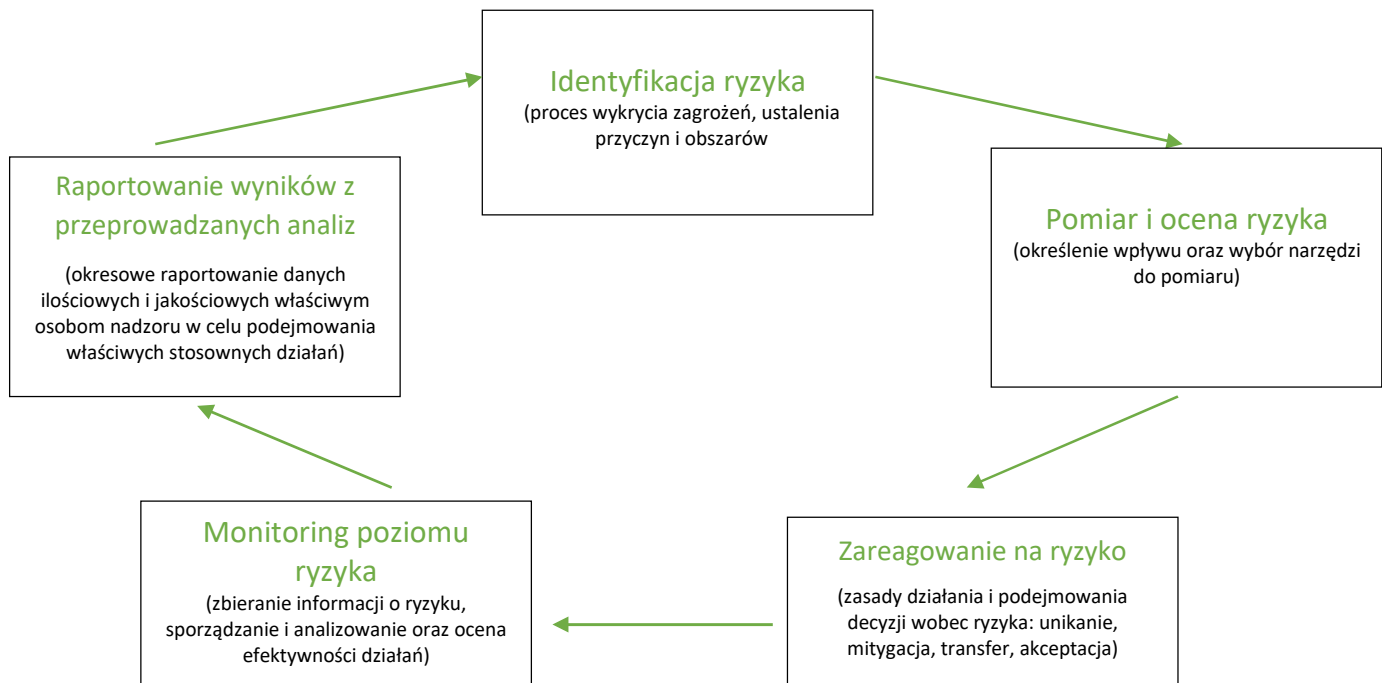 Identyfikacja ryzyka
(proces wykrycia zagrożeń, ustalenia
przyczyn i obszarów
Pomiar i ocena ryzyka
(określenie wpływu oraz wybór narzędzi
do pomiaru)
Zareagowanie na ryzyko
(zasady działania i podejmowania
decyzji wobec ryzyka: unikanie,
mitygacja, transfer, akceptacja)
Monitoring poziomu
ryzyka
(zbieranie informacji o ryzyku,
sporządzanie i analizowanie oraz ocena
efektywności działań)
Raportowanie wyników z
przeprowadzanych analiz
(okresowe raportowanie danych
ilościowych i jakościowych właściwym
osobom nadzoru w celu podejmowania
właściwych stosownych działań)